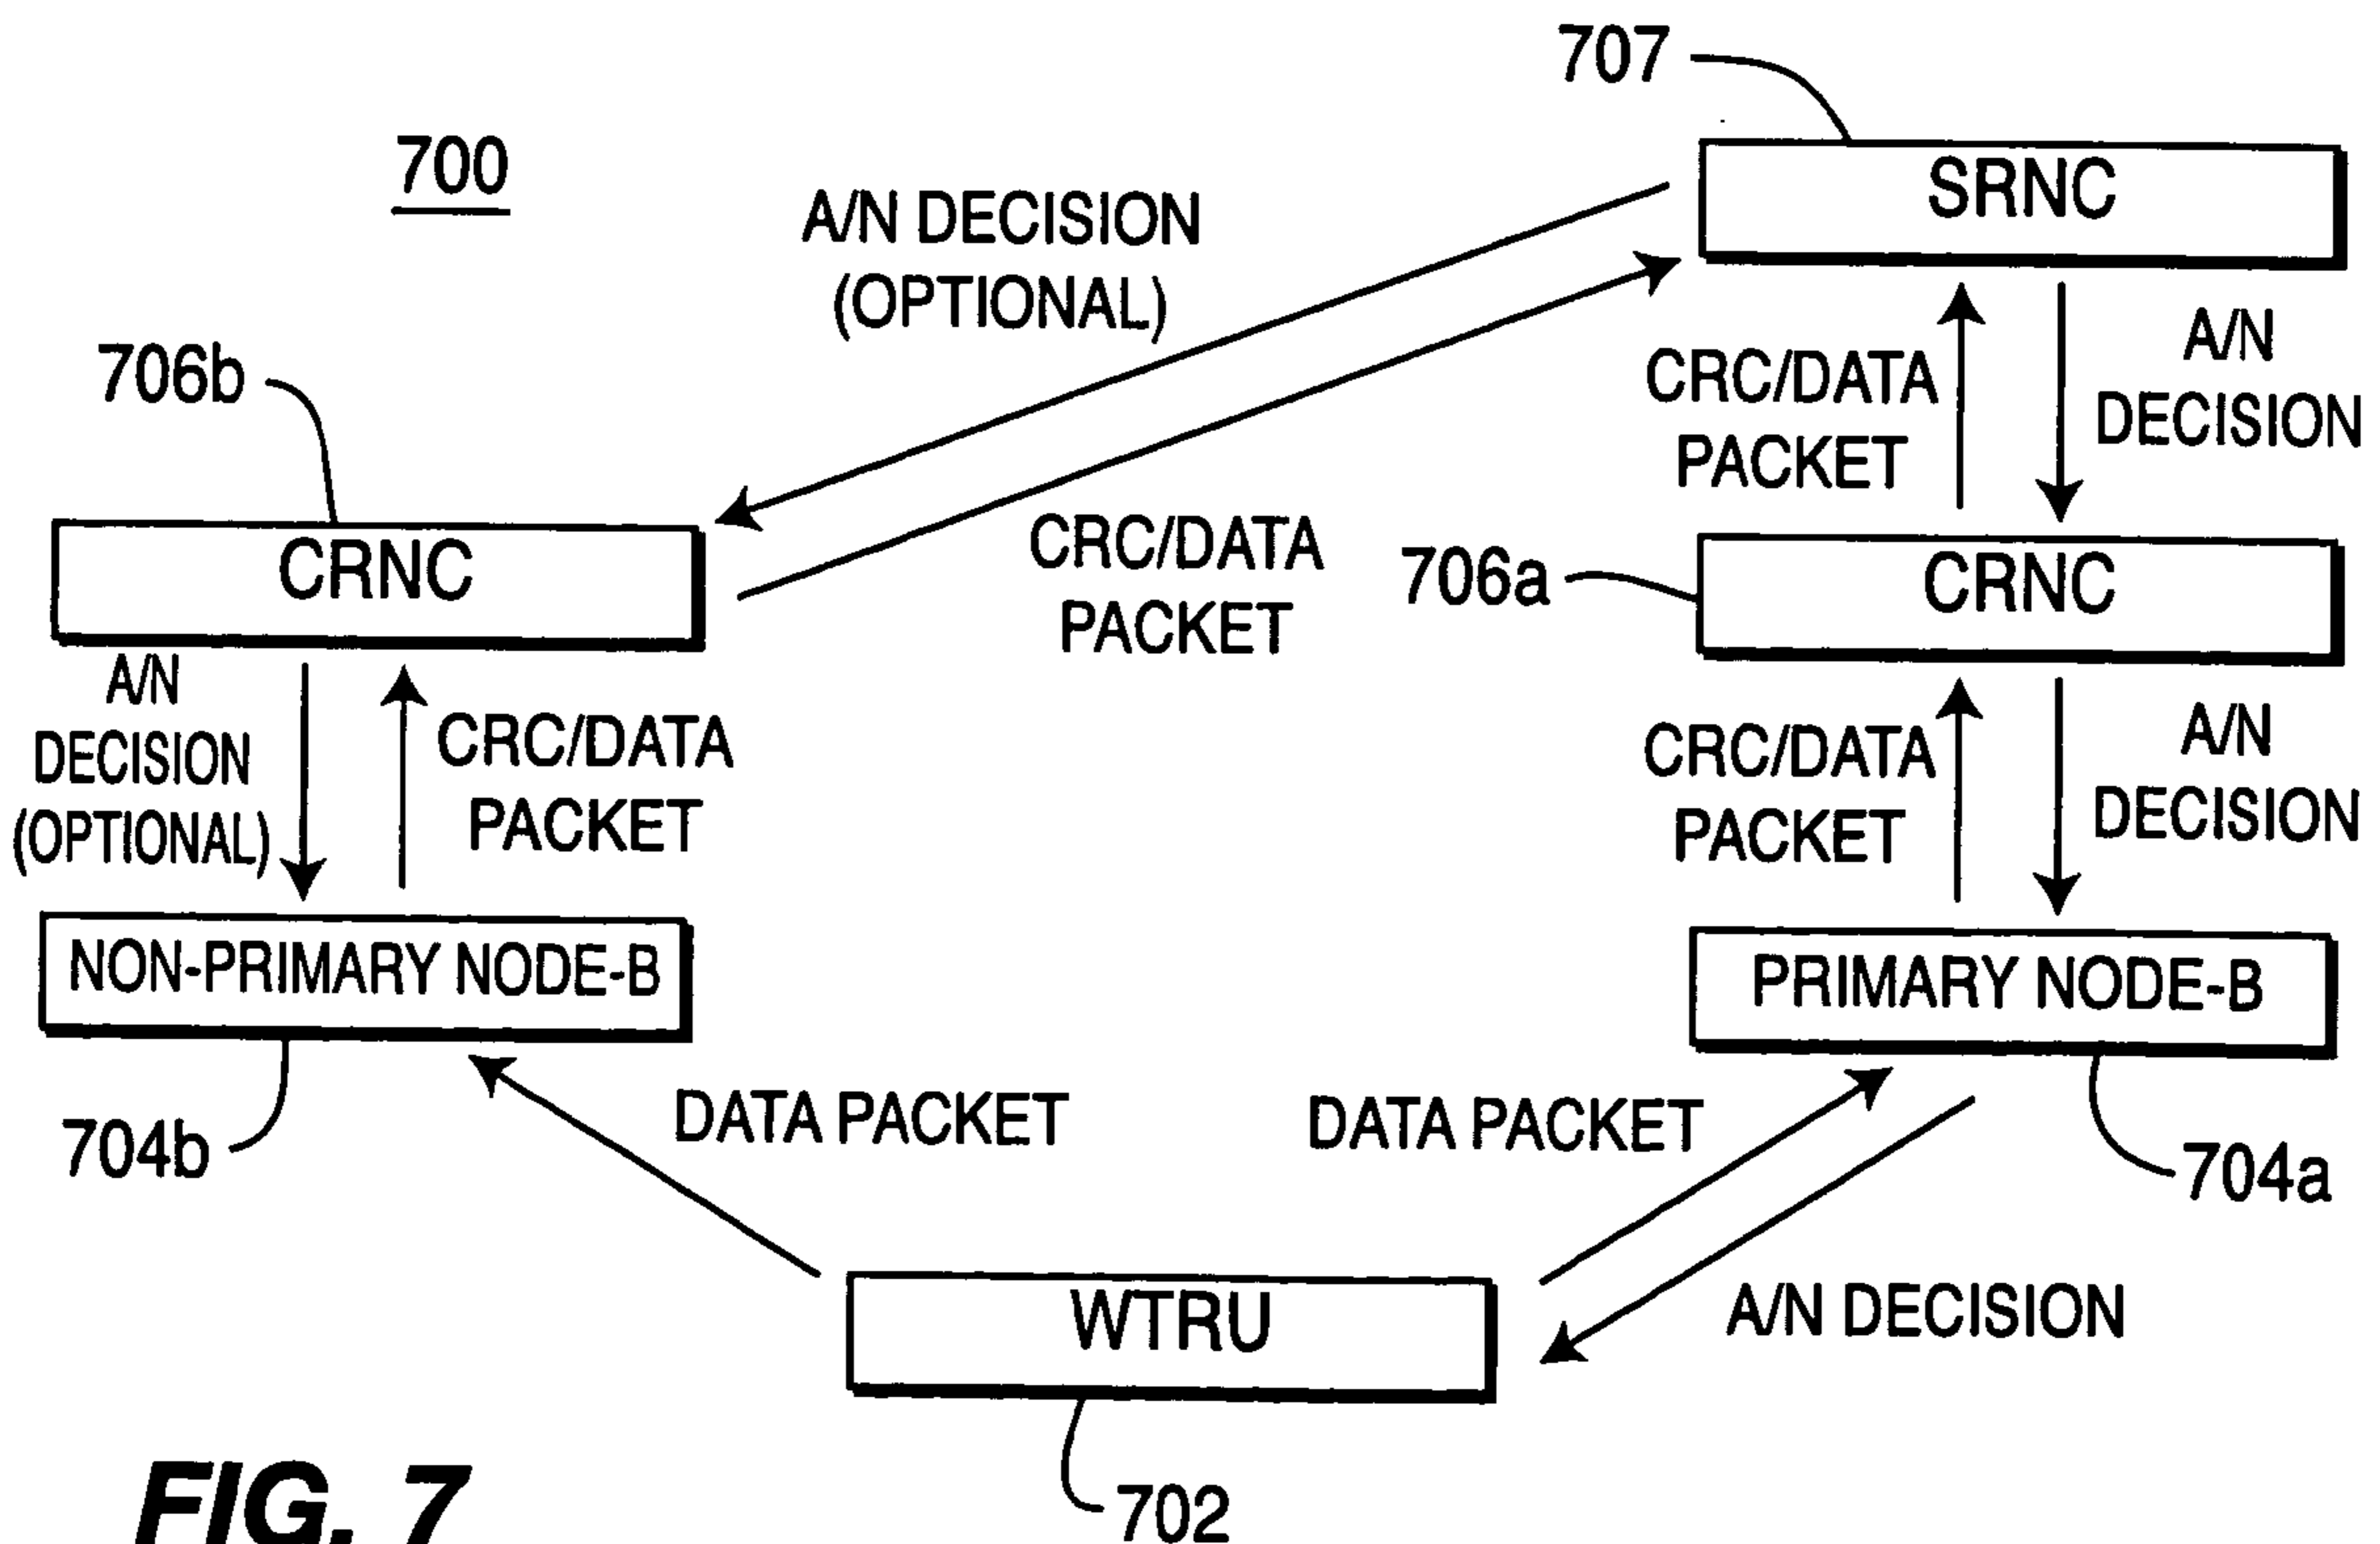 707
700
SRNC
A/N DECISION
(OPTIONAL)
706b
CRC/DATA
PACKET
A/N
DECISION
CRNC
CRC/DATA
PACKET
706a
CRNC
A/N
DECISION
(OPTIONAL)
CRC/DATA
PACKET
CRC/DATA
PACKET
A/N
DECISION
NON-PRIMARY NODE-B
PRIMARY NODE-B
704b
DATA PACKET
DATA PACKET
704a
WTRU
A/N DECISION
702
FIG. 7